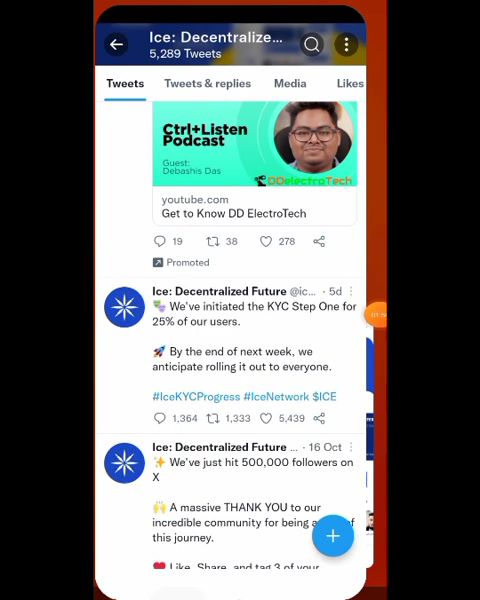 Ice: Decentralize...
5,289 Tweets
Tweets
Tweets & replies
Media
Likes
Ctrl+Listen
Podcast
Guest:
Debashis Das
DDelectroTech
youtube.com
Get to Know DD ElectroTech
19
38
278
Promoted
Ice: Decentralized Future @ic... · 5d
We've initiated the KYC Step One for
25% of our users.
🚀 By the end of next week, we
anticipate rolling it out to everyone.
#IceKYCProgress #IceNetwork $ICE
1,364
1,333
5,439
Ice: Decentralized Future ... · 16 Oct
✨ We've just hit 500,000 followers on
X
🙌 A massive THANK YOU to our
incredible community for being a
this journey.
❤️ Like, Share, and tag 3 of your